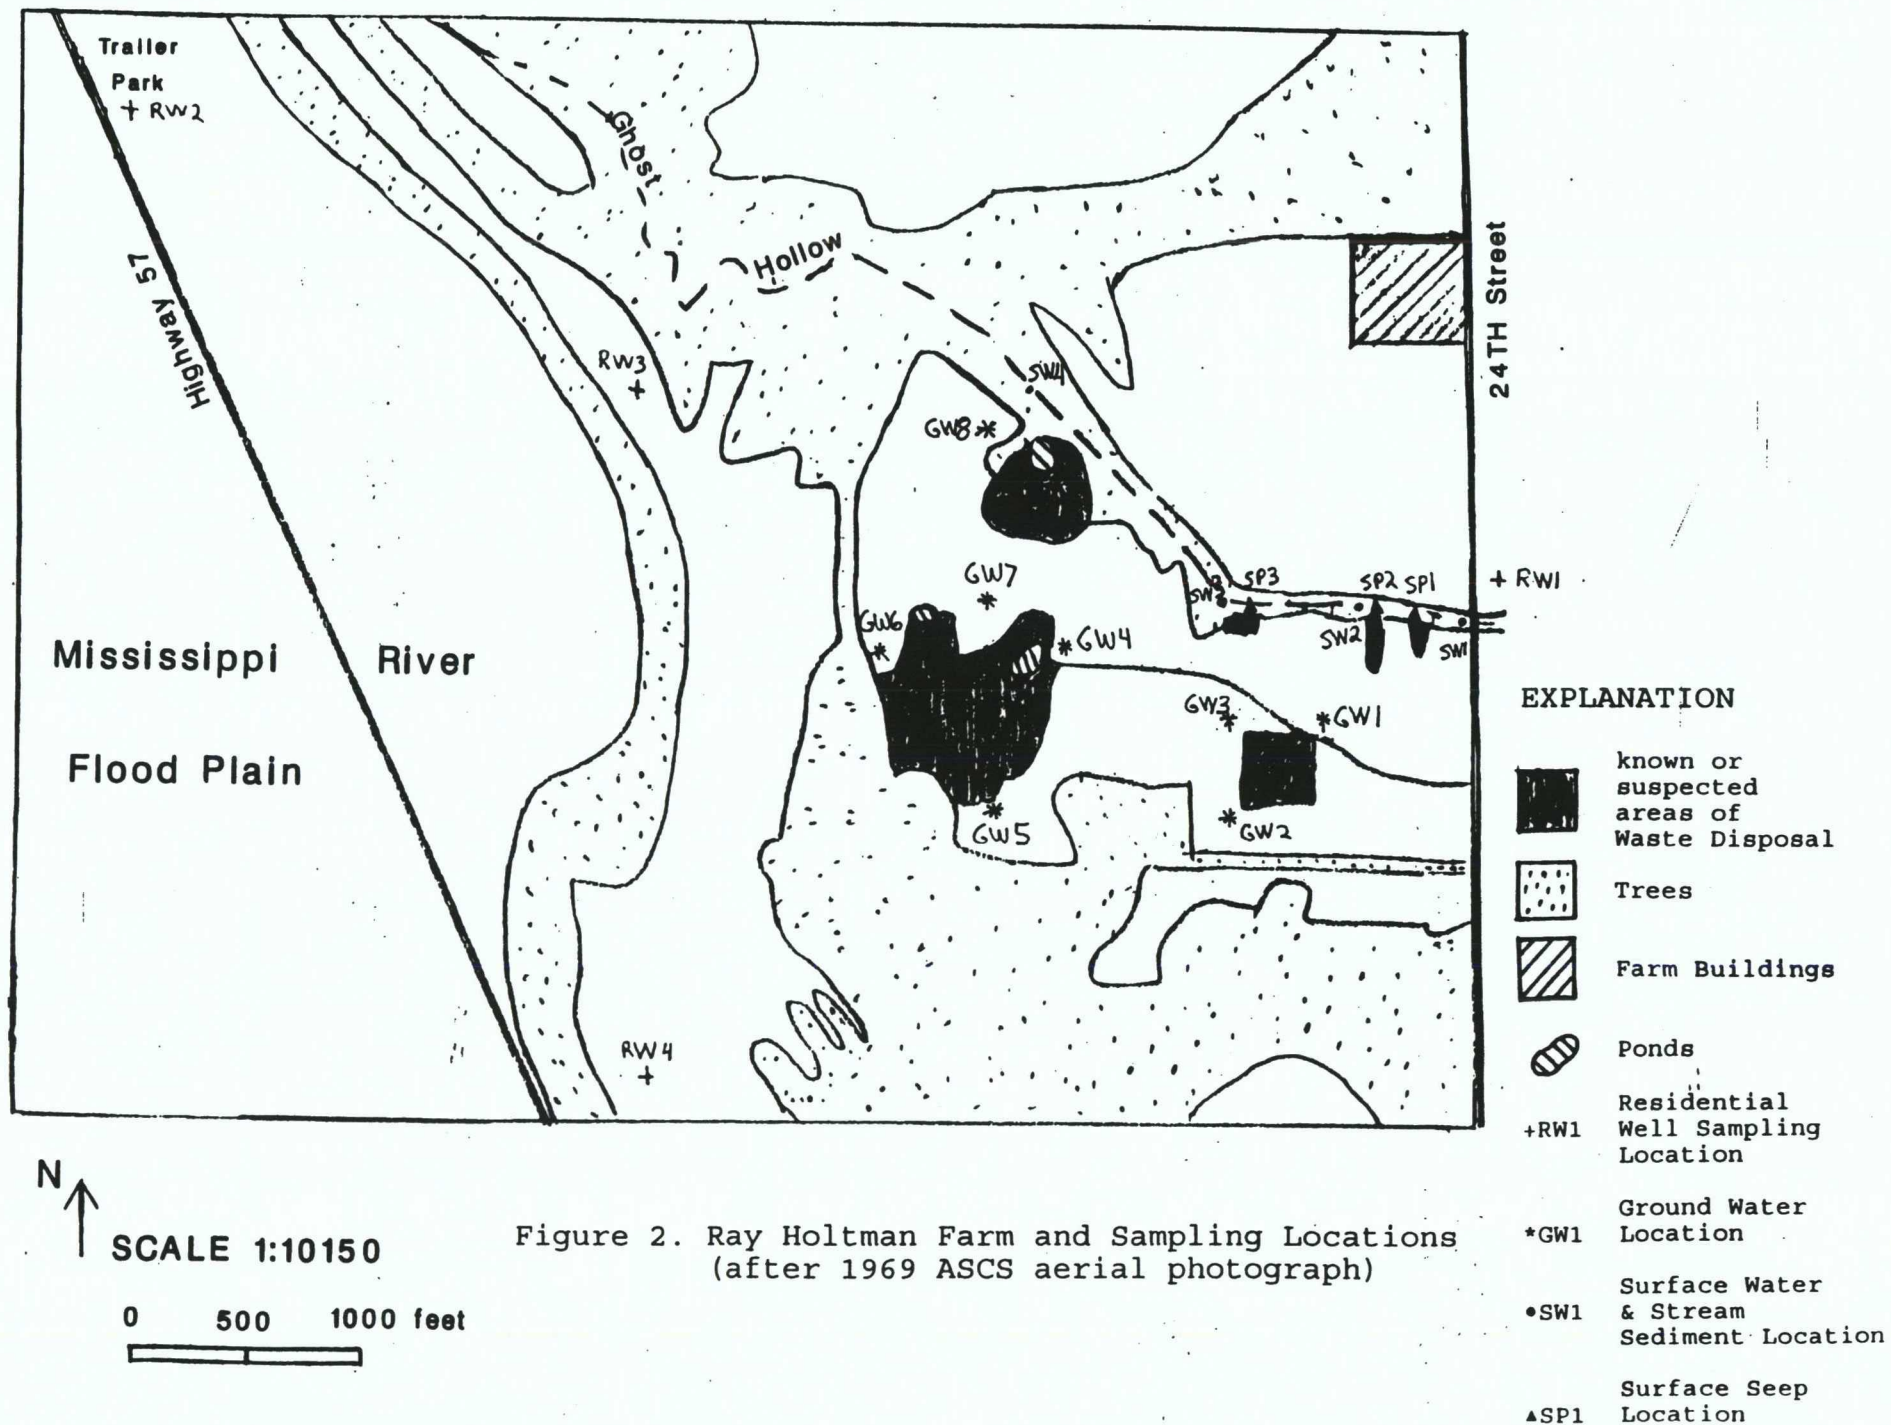 Trailer
Park
+ RW2
Ghost
Hollow
Highway 57
24TH Street
RW3
+
SW4
GW8 *
GW7
*
GW6
*
* GW4
SW3
SP3
SP2
SP1
+ RW1
SW2
SW1
GW3
*
* GW1
Mississippi River
Flood Plain
*
GW5
*
GW2
RW4
+
EXPLANATION
known or
suspected
areas of
Waste Disposal
Trees
Farm Buildings
Ponds
+RW1
Residential
Well Sampling
Location
*GW1
Ground Water
Location
•SW1
Surface Water
& Stream
Sediment Location
▲SP1
Surface Seep
Location
N
SCALE 1:10150
0 500 1000 feet
Figure 2. Ray Holtman Farm and Sampling Locations
(after 1969 ASCS aerial photograph)